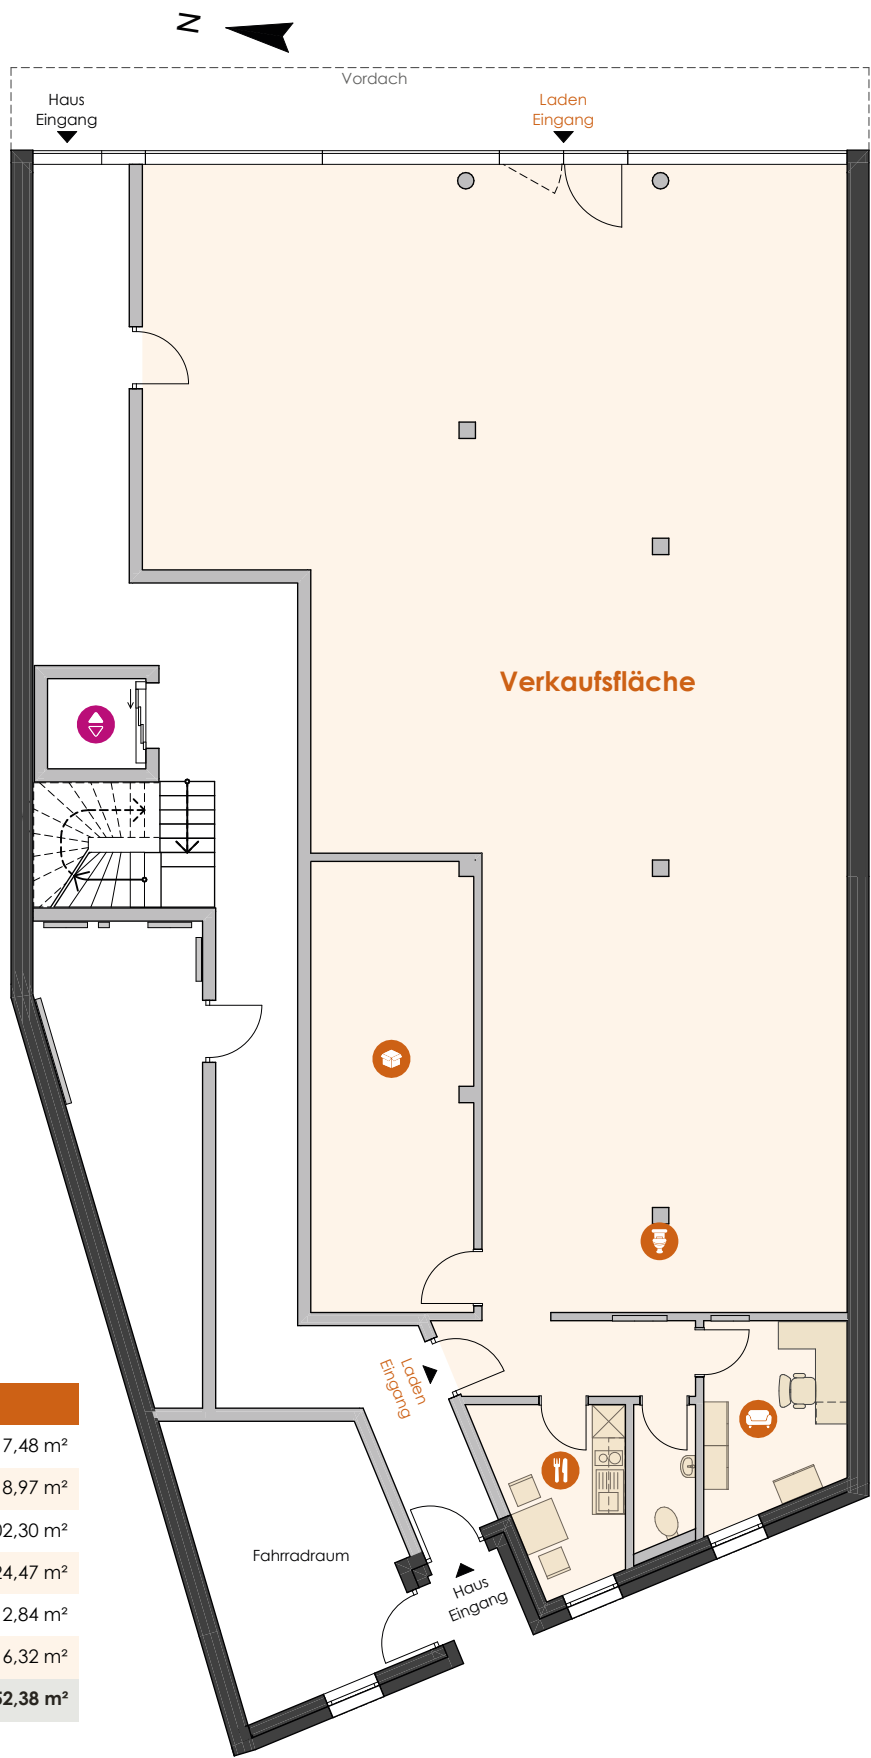 N
Vordach
Haus
Eingang
Laden
Eingang
Verkaufsfläche
Laden
Eingang
7,48 m²
8,97 m²
2,30 m²
4,47 m²
2,84 m²
6,32 m²
2,38 m²
Fahrradraum
Haus
Eingang